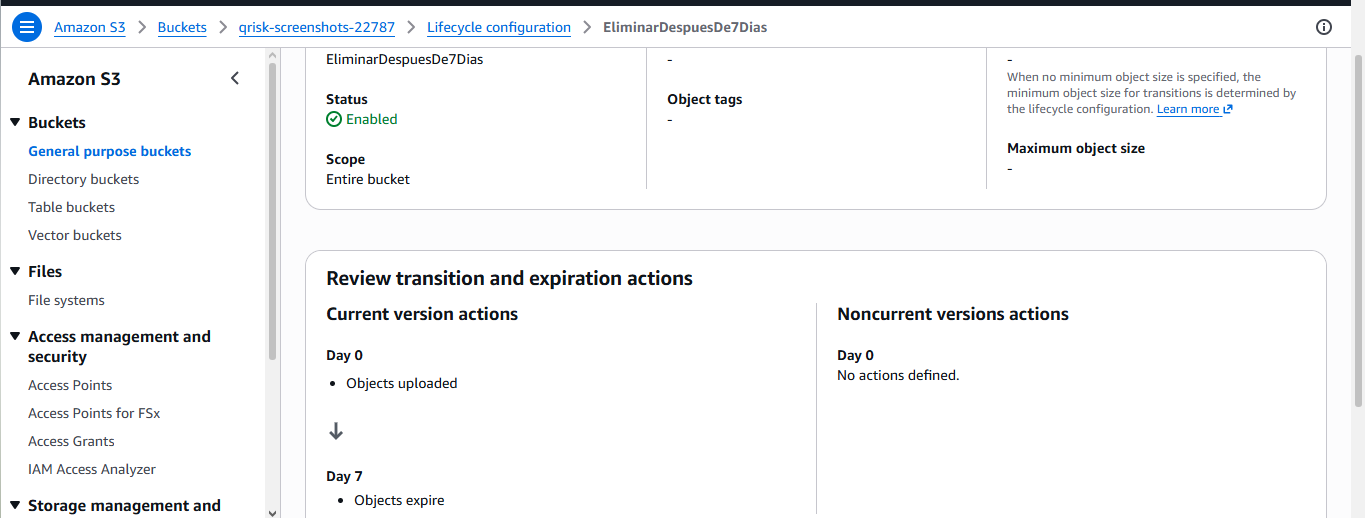 Amazon S3 > Buckets > qrisk-screenshots-22787 > Lifecycle configuration > EliminarDespuesDe7Dias
Amazon S3
Buckets
General purpose buckets
Directory buckets
Table buckets
Vector buckets
Files
File systems
Access management and
security
Access Points
Access Points for FSx
Access Grants
IAM Access Analyzer
Storage management and
EliminarDespuesDe7Dias
Status
Enabled
Scope
Entire bucket
-
Object tags
-
-
When no minimum object size is specified, the
minimum object size for transitions is determined by
the lifecycle configuration. Learn more
Maximum object size
-
Review transition and expiration actions
Current version actions
Day 0
• Objects uploaded
↓
Day 7
• Objects expire
Noncurrent versions actions
Day 0
No actions defined.